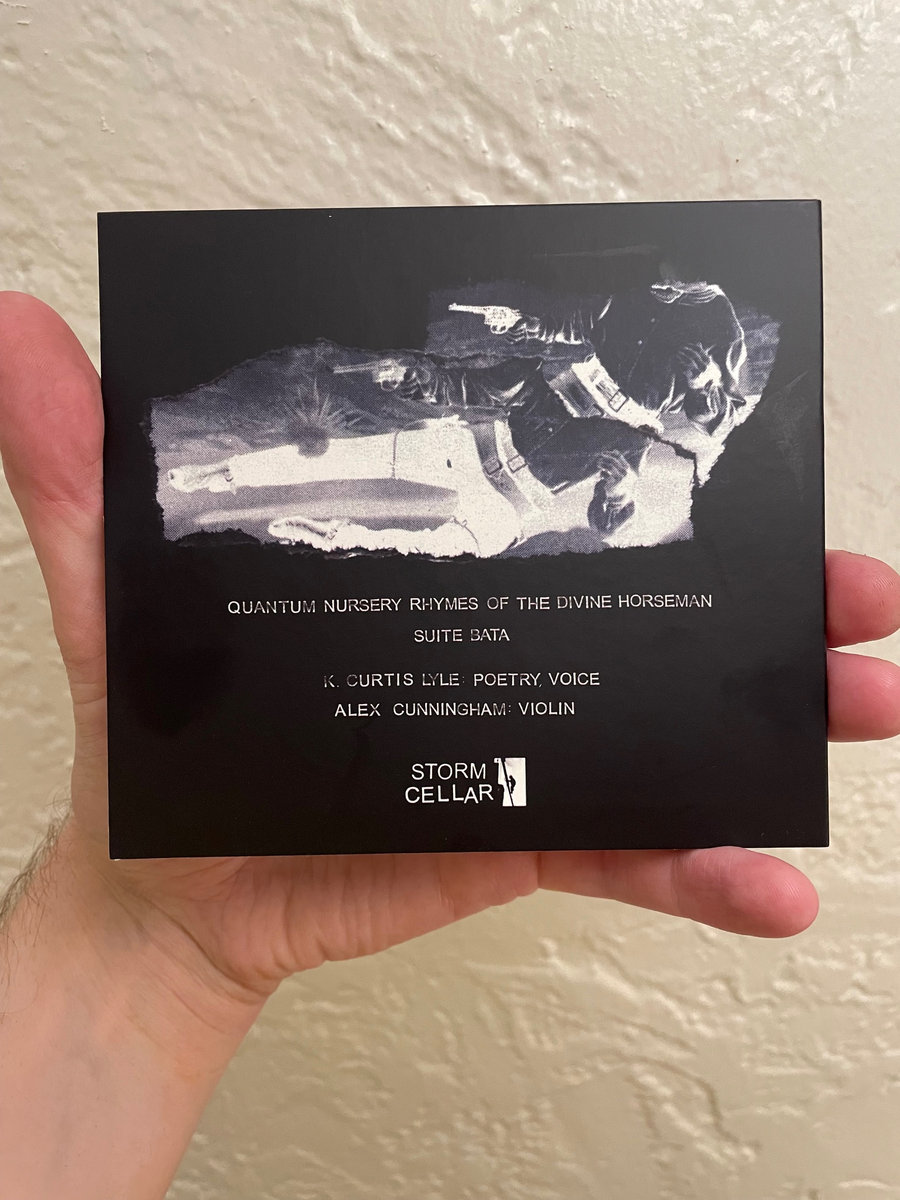 QUANTUM NURSERY RHYMES OF THE DIVINE HORSEMAN
SUITE BATA
K. CURTIS LYLE: POETRY, VOICE
ALEX CUNNINGHAM: VIOLIN
STORM
CELLAR